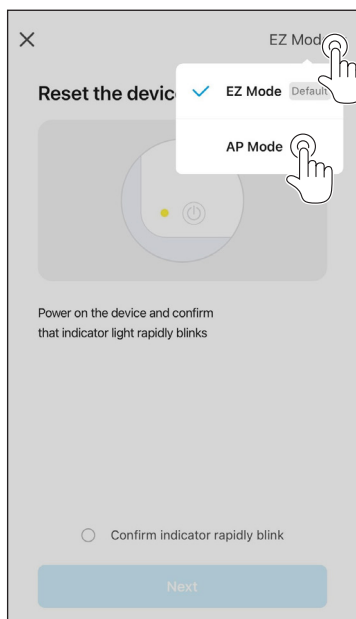 EZ Mod
Reset the devic
EZ Mode Default
AP Mode
Power on the device and confirm
that indicator light rapidly blinks
Confirm indicator rapidly blink
Next